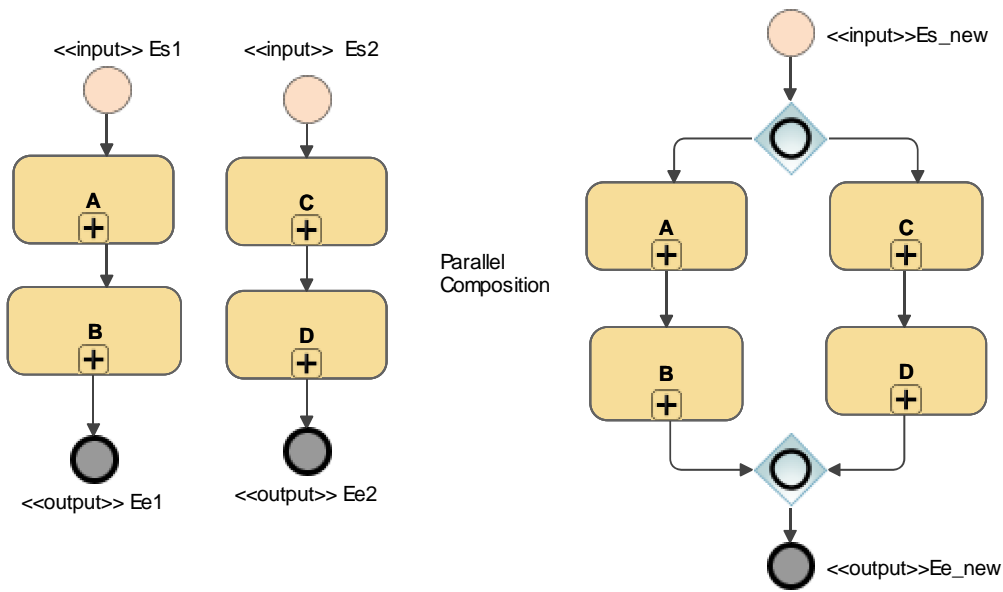 <<input>> Es1
A
B
<<output>> Ee1
<<input>> Es2
C
D
<<output>> Ee2
Parallel
Composition
<<input>>Es_new
A
C
B
D
<<output>>Ee_new